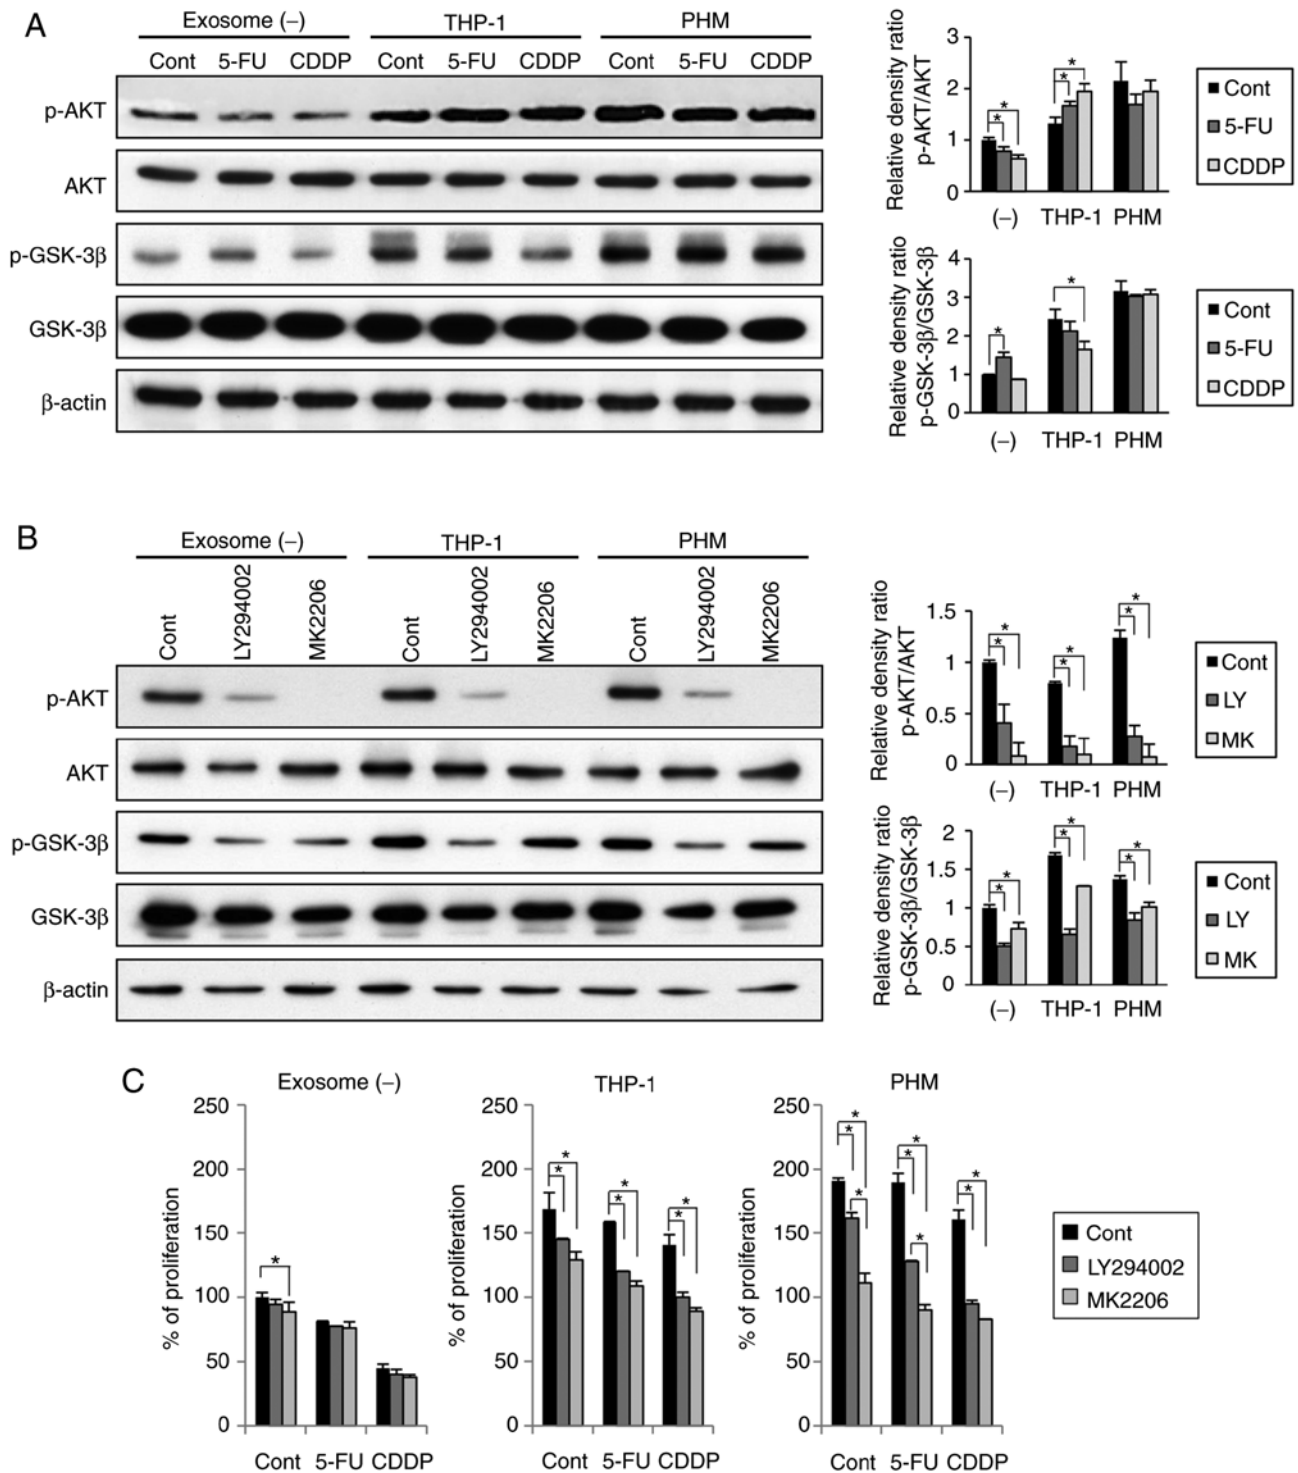 A
Exosome (−) THP-1 PHM
Cont 5-FU CDDP Cont 5-FU CDDP Cont 5-FU CDDP
p-AKT
AKT
p-GSK-3β
GSK-3β
β-actin
Relative density ratio
p-AKT/AKT
3
2
1
0
* * * *
(−) THP-1 PHM
Cont
5-FU
CDDP
Relative density ratio
p-GSK-3β/GSK-3β
4
3
2
1
0
* *
(−) THP-1 PHM
Cont
5-FU
CDDP
B
Exosome (−) THP-1 PHM
Cont LY294002 MK2206 Cont LY294002 MK2206 Cont LY294002 MK2206
p-AKT
AKT
p-GSK-3β
GSK-3β
β-actin
Relative density ratio
p-AKT/AKT
1.5
1
0.5
0
* * * * * *
(−) THP-1 PHM
Cont
LY
MK
Relative density ratio
p-GSK-3β/GSK-3β
2
1.5
1
0.5
0
* * * * * *
(−) THP-1 PHM
Cont
LY
MK
C
Exosome (−)
% of proliferation
250
200
150
100
50
0
*
Cont 5-FU CDDP
THP-1
% of proliferation
250
200
150
100
50
0
* * * * * *
Cont 5-FU CDDP
PHM
% of proliferation
250
200
150
100
50
0
* * * * * * * *
Cont 5-FU CDDP
Cont
LY294002
MK2206